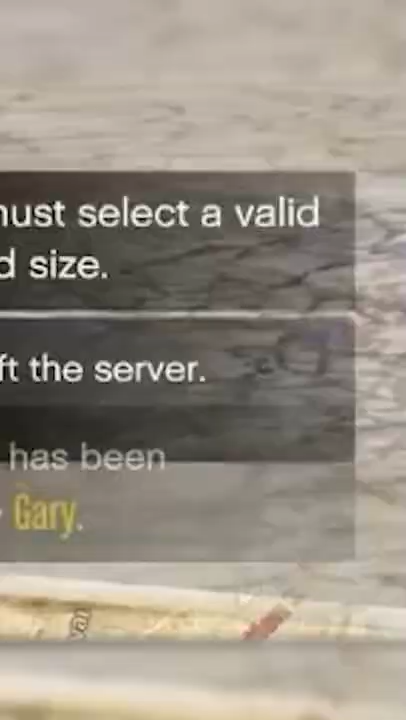 must select a valid
d size.
ft the server.
has been
Gary.